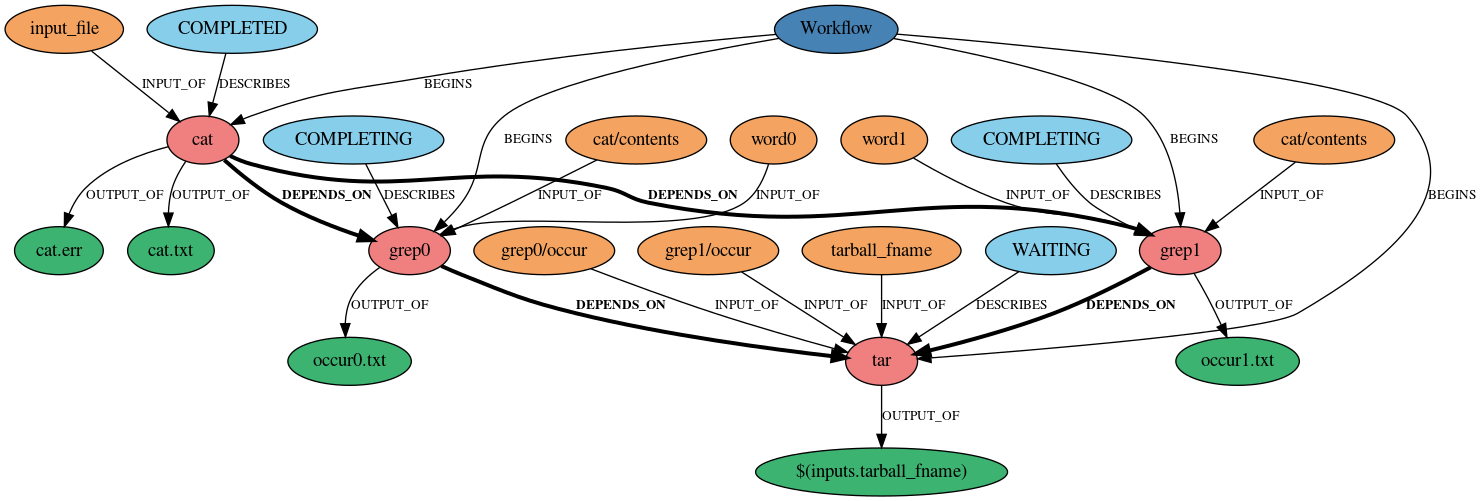 input_file
COMPLETED
Workflow
INPUT_OF
DESCRIBES
BEGINS
cat
COMPLETING
BEGINS
cat/contents
word0
word1
COMPLETING
BEGINS
cat/contents
OUTPUT_OF
OUTPUT_OF
DEPENDS_ON
DESCRIBES
INPUT_OF
DEPENDS_ON
INPUT_OF
INPUT_OF
DESCRIBES
INPUT_OF
BEGINS
cat.err
cat.txt
grep0
grep0/occur
grep1/occur
tarball_fname
WAITING
grep1
OUTPUT_OF
DEPENDS_ON
INPUT_OF
INPUT_OF
INPUT_OF
DESCRIBES
DEPENDS_ON
OUTPUT_OF
occur0.txt
tar
occur1.txt
OUTPUT_OF
$(inputs.tarball_fname)